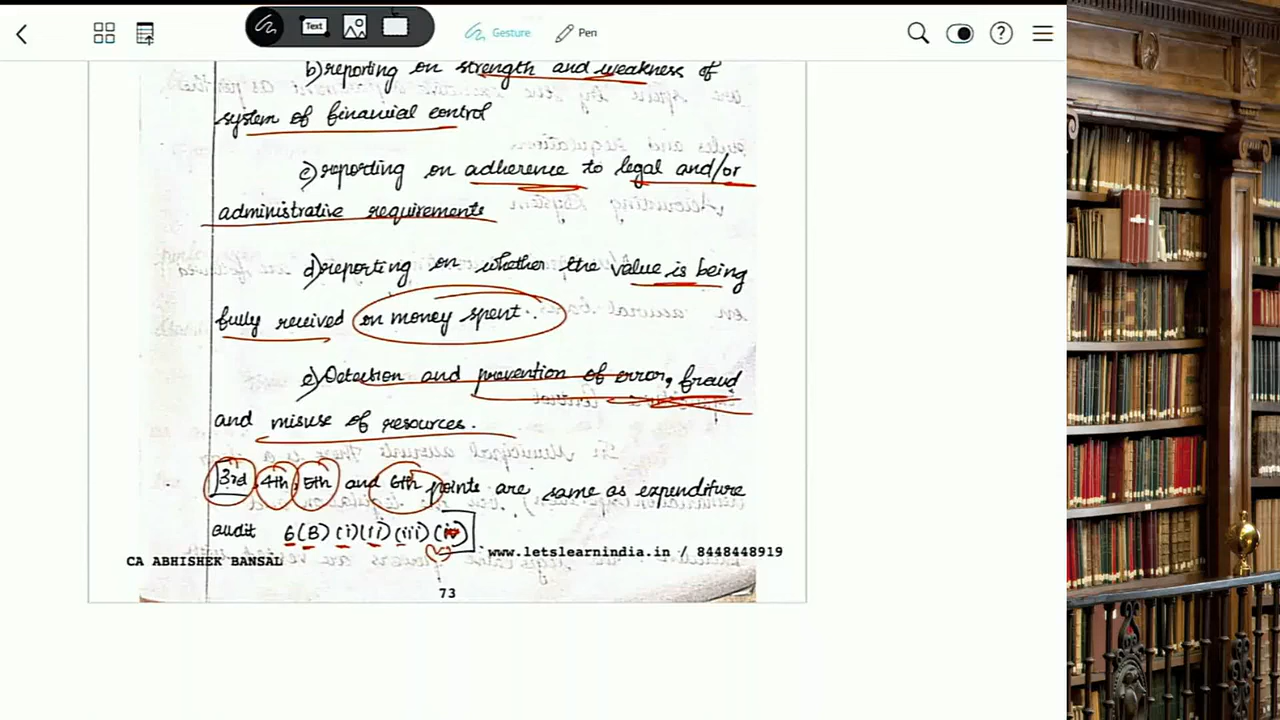 Text
Gesture
Pen
b) reporting on strength and weakness of
system of financial control
c) reporting on adherence to legal and/or
administrative requirements
d) reporting on whether the value is being
fully received on money spent.
e) Detection and prevention of error, fraud
and misuse of resources.
3rd 4th 5th and 6th points are same as expenditure
audit 6(B) (i)(ii)(iii)(iv)
CA ABHISHEK BANSAL
www.letslearnindia.in / 8448448919
73